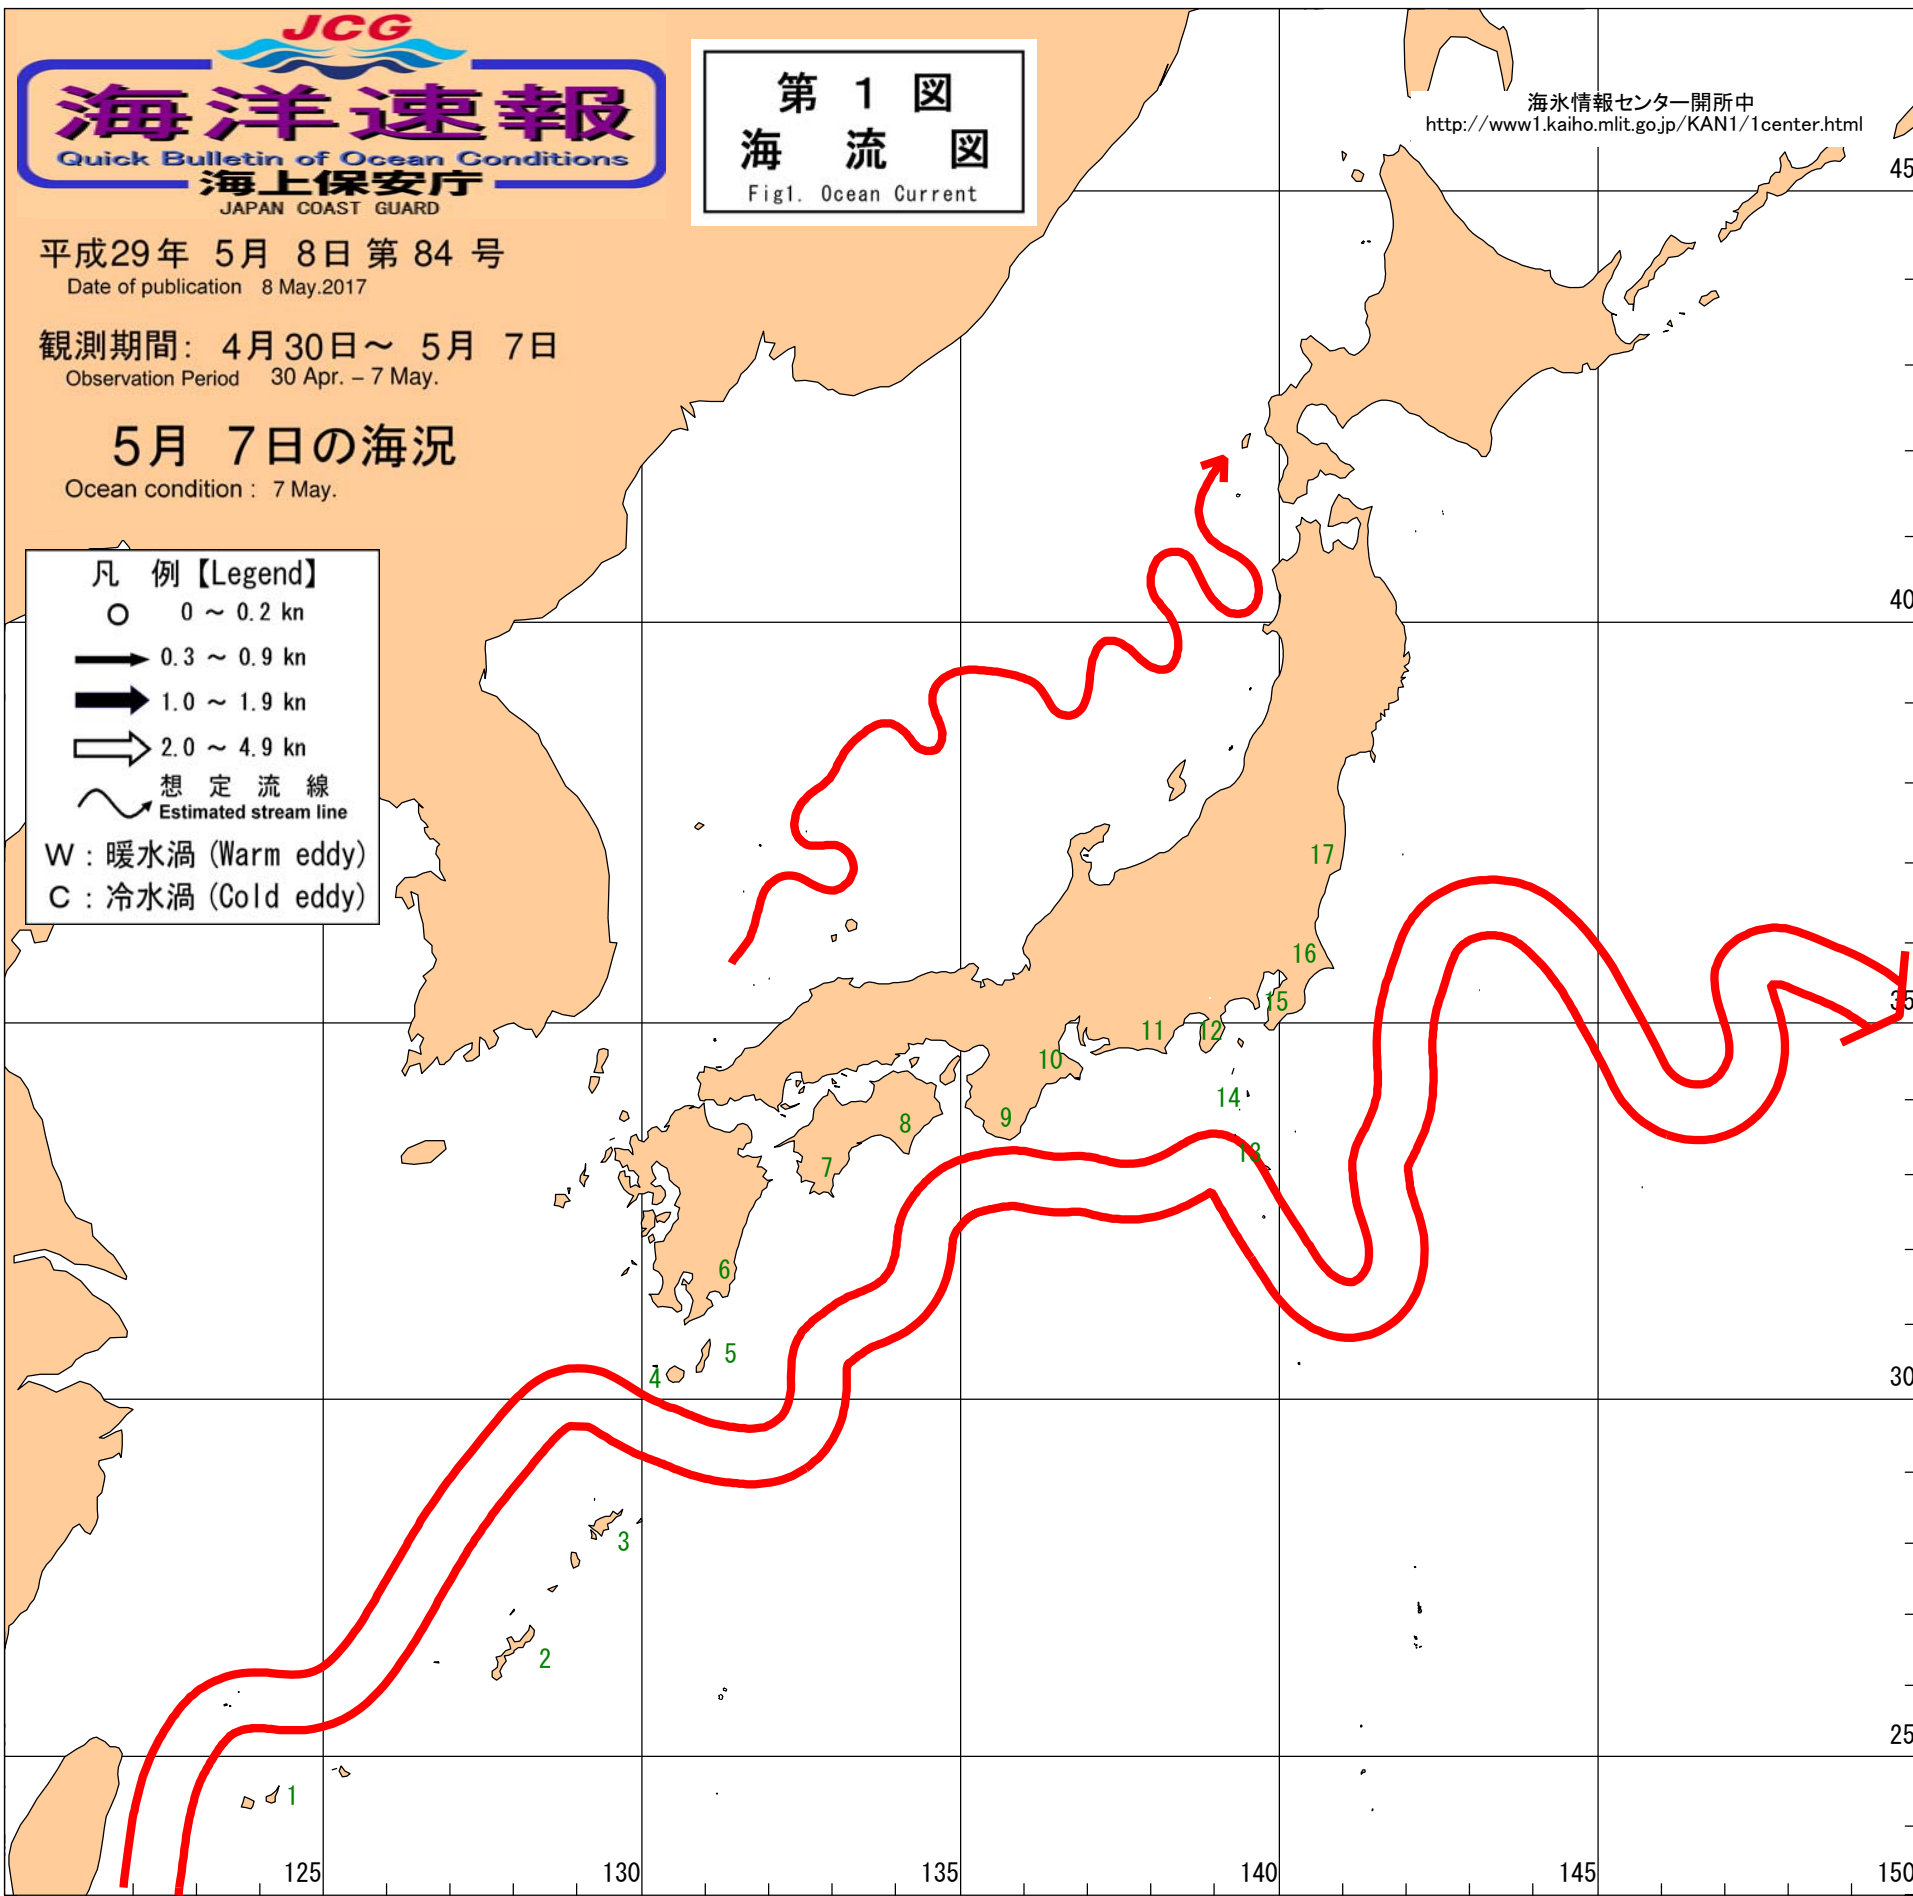 JCG
海洋速報
Quick Bulletin of Ocean Conditions
海上保安庁
JAPAN COAST GUARD
第 1 図
海 流 図
Fig1. Ocean Current
海氷情報センター開所中
http://www1.kaiho.mlit.go.jp/KAN1/1center.html
平成29年 5月 8日 第 84 号
Date of publication 8 May.2017
観測期間: 4月30日～ 5月 7日
Observation Period 30 Apr. – 7 May.
5月 7日の海況
Ocean condition : 7 May.
凡 例【Legend】
0 ～ 0.2 kn
0.3 ～ 0.9 kn
1.0 ～ 1.9 kn
2.0 ～ 4.9 kn
想 定 流 線
Estimated stream line
W : 暖水渦 (Warm eddy)
C : 冷水渦 (Cold eddy)
45
40
35
30
25
17
16
15
12
11
10
14
13
9
8
7
6
5
4
3
2
1
125
130
135
140
145
150